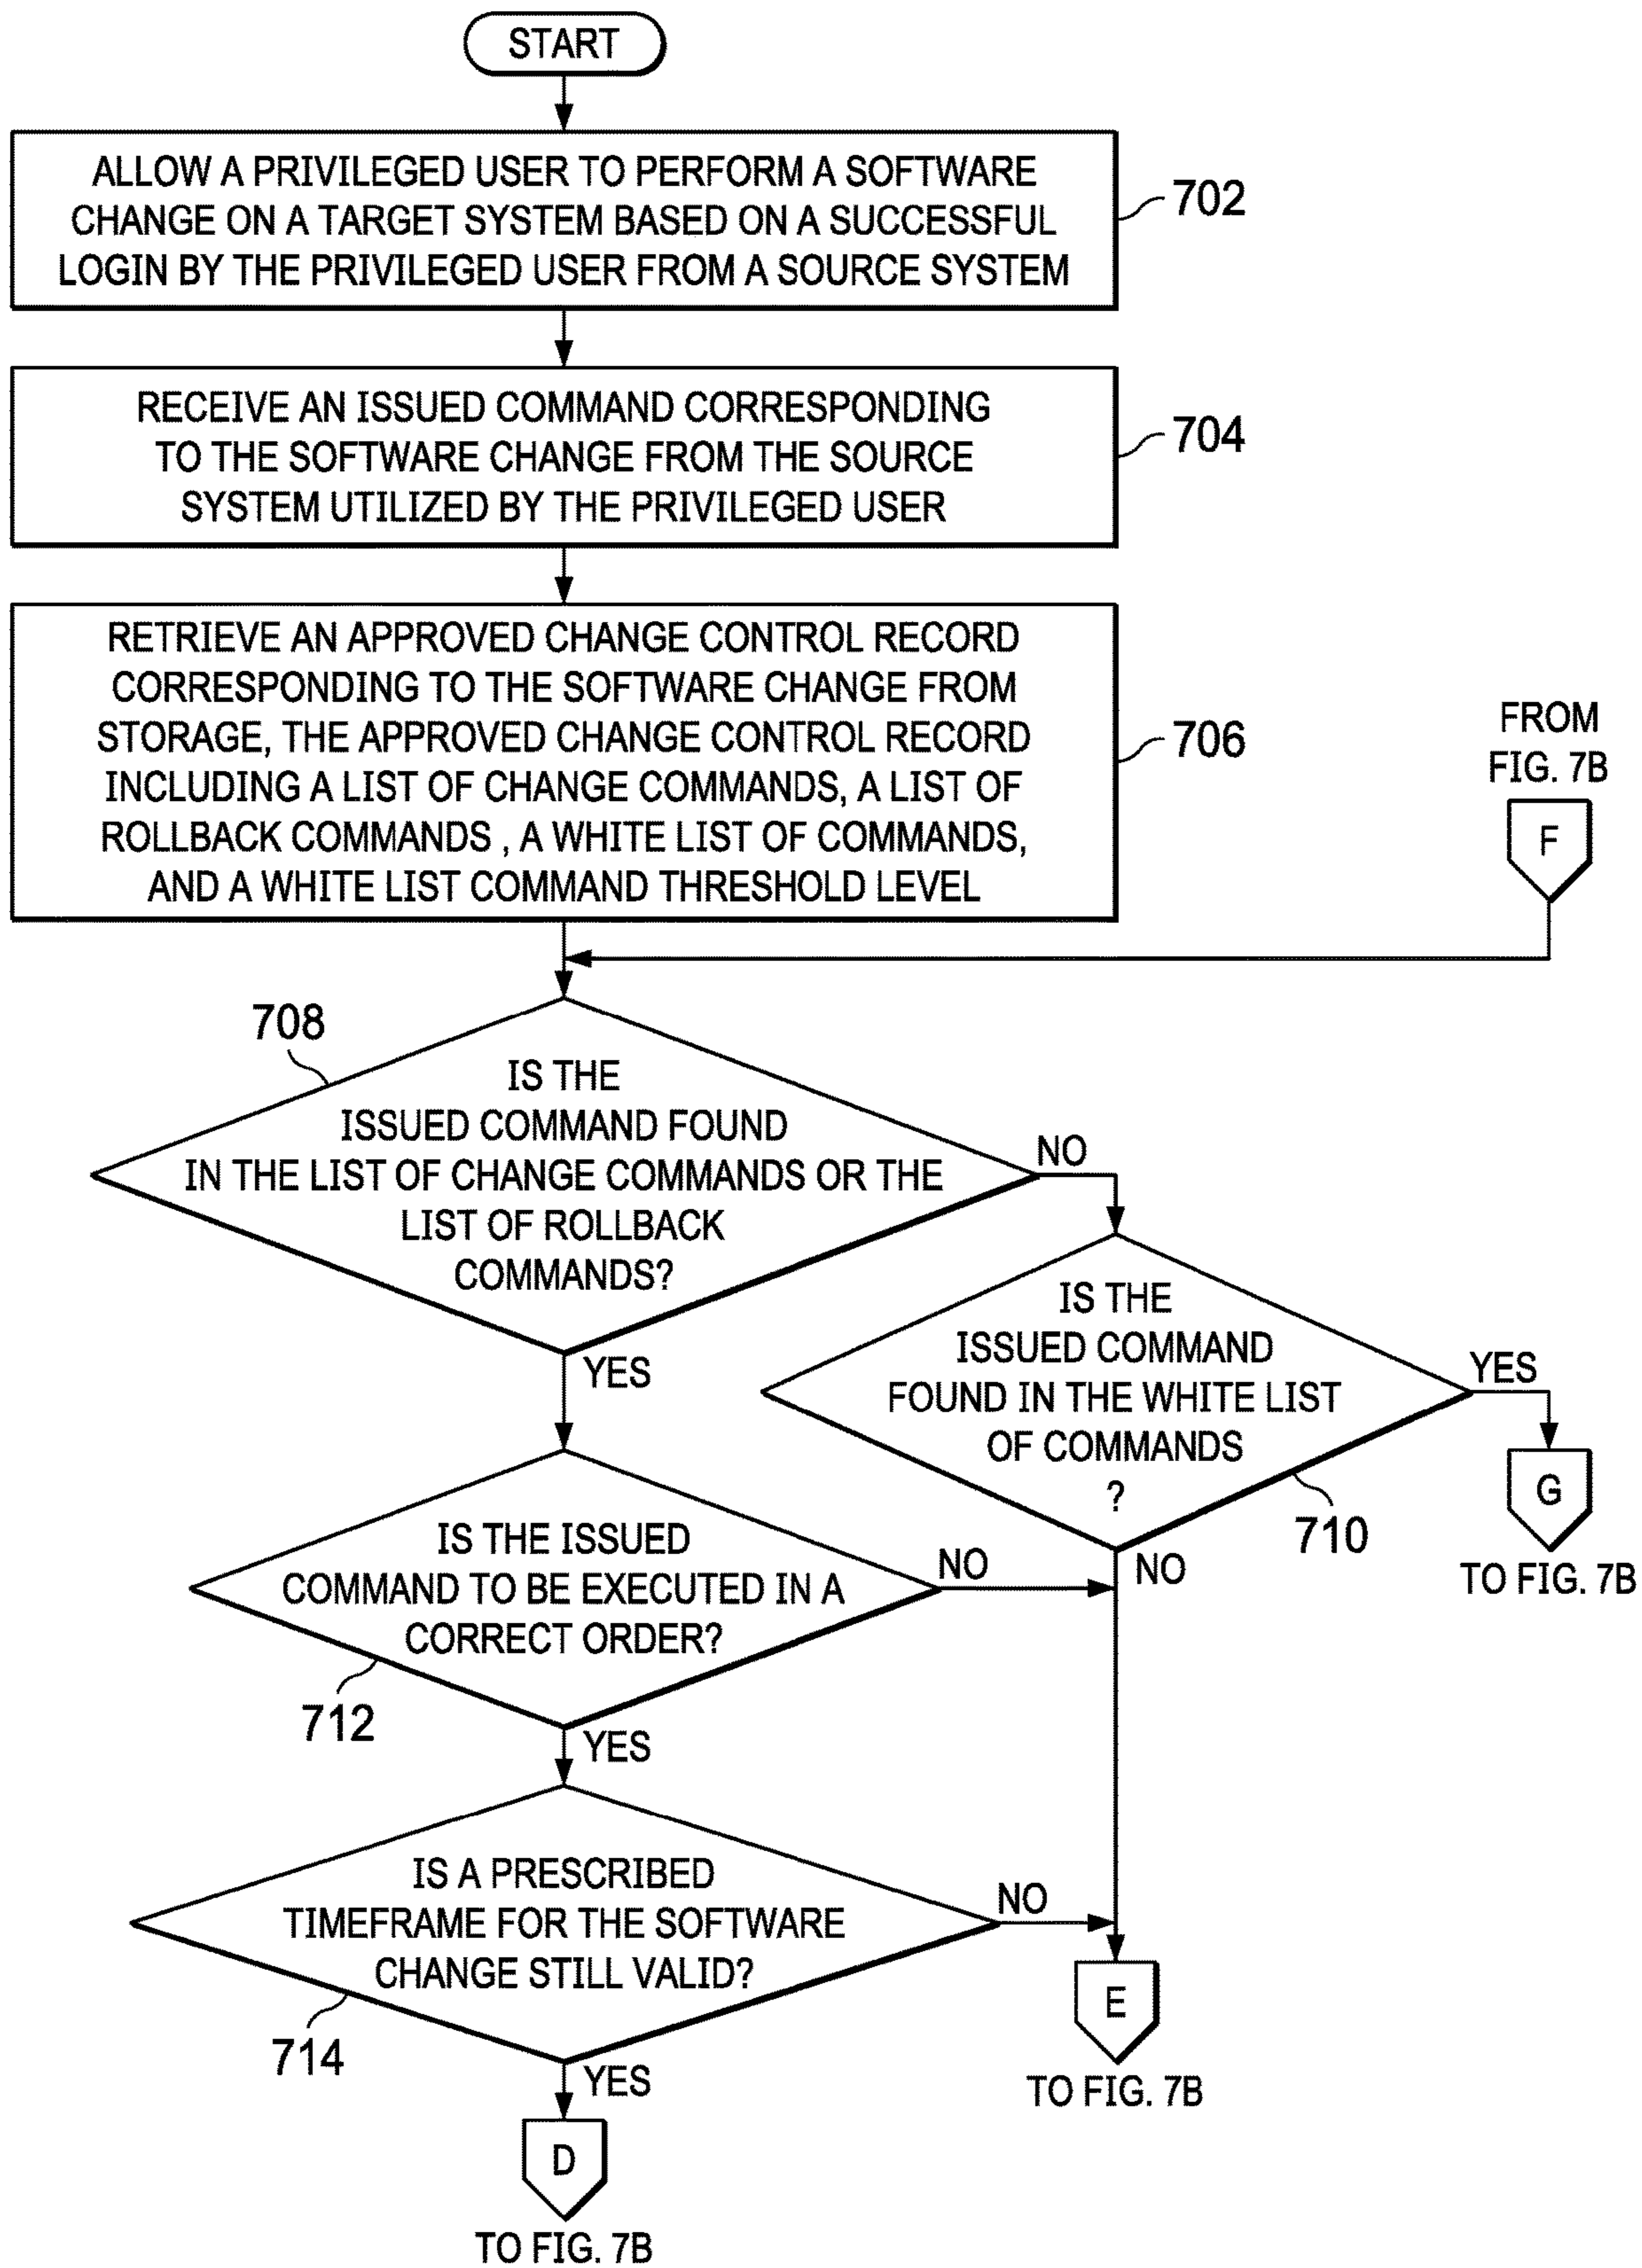 START
ALLOW A PRIVILEGED USER TO PERFORM A SOFTWARE
CHANGE ON A TARGET SYSTEM BASED ON A SUCCESSFUL
LOGIN BY THE PRIVILEGED USER FROM A SOURCE SYSTEM
702
RECEIVE AN ISSUED COMMAND CORRESPONDING
TO THE SOFTWARE CHANGE FROM THE SOURCE
SYSTEM UTILIZED BY THE PRIVILEGED USER
704
RETRIEVE AN APPROVED CHANGE CONTROL RECORD
CORRESPONDING TO THE SOFTWARE CHANGE FROM
STORAGE, THE APPROVED CHANGE CONTROL RECORD
INCLUDING A LIST OF CHANGE COMMANDS, A LIST OF
ROLLBACK COMMANDS , A WHITE LIST OF COMMANDS,
AND A WHITE LIST COMMAND THRESHOLD LEVEL
706
FROM
FIG. 7B
F
708
IS THE
ISSUED COMMAND FOUND
IN THE LIST OF CHANGE COMMANDS OR THE
LIST OF ROLLBACK
COMMANDS?
NO
YES
IS THE
ISSUED COMMAND
FOUND IN THE WHITE LIST
OF COMMANDS
?
710
YES
G
TO FIG. 7B
NO
IS THE ISSUED
COMMAND TO BE EXECUTED IN A
CORRECT ORDER?
712
NO
YES
IS A PRESCRIBED
TIMEFRAME FOR THE SOFTWARE
CHANGE STILL VALID?
714
NO
YES
E
TO FIG. 7B
D
TO FIG. 7B